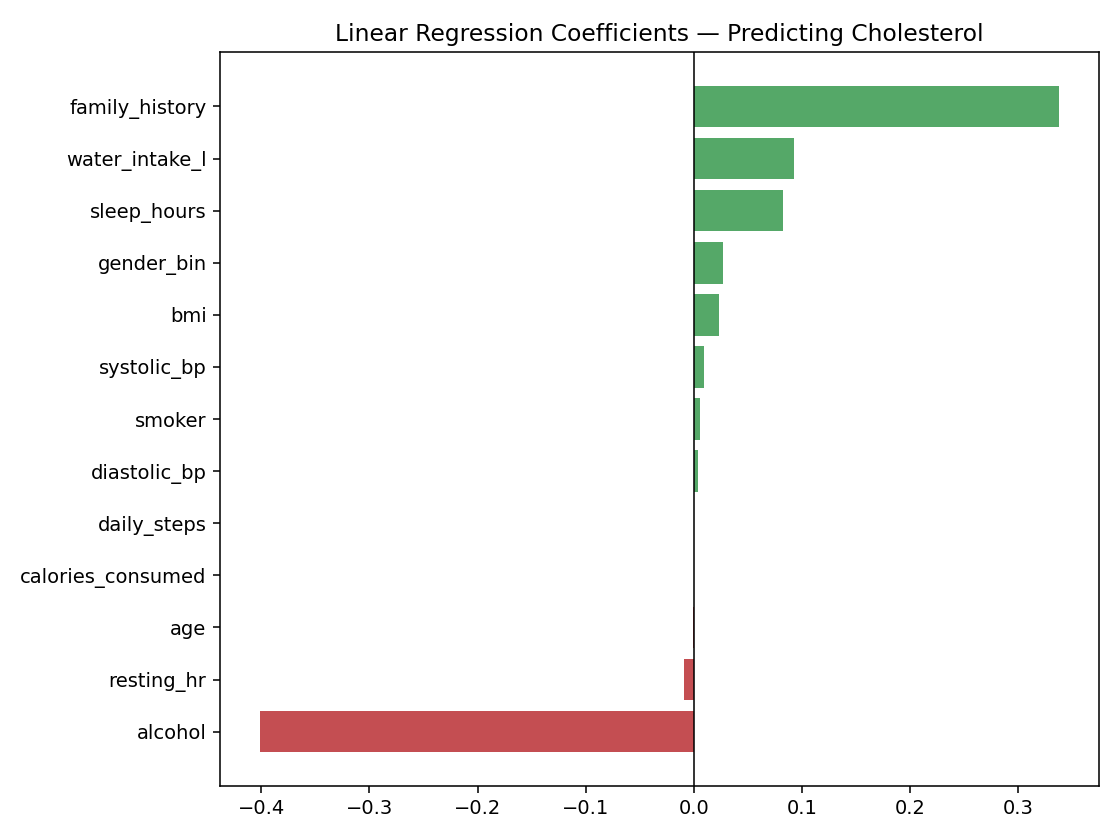 Linear Regression Coefficients — Predicting Cholesterol
family_history
water_intake_l
sleep_hours
gender_bin
bmi
systolic_bp
smoker
diastolic_bp
daily_steps
calories_consumed
age
resting_hr
alcohol
−0.4 −0.3 −0.2 −0.1 0.0 0.1 0.2 0.3